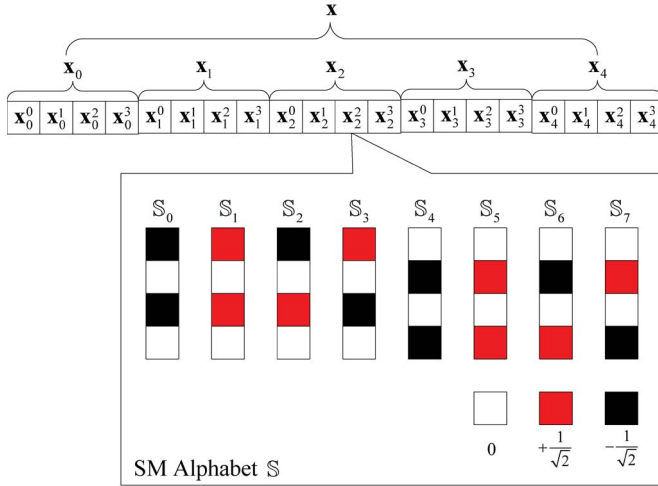 𝐱
𝐱₀ 𝐱₁ 𝐱₂ 𝐱₃ 𝐱₄
𝐱₀⁰ 𝐱₀¹ 𝐱₀² 𝐱₀³ 𝐱₁⁰ 𝐱₁¹ 𝐱₁² 𝐱₁³ 𝐱₂⁰ 𝐱₂¹ 𝐱₂² 𝐱₂³ 𝐱₃⁰ 𝐱₃¹ 𝐱₃² 𝐱₃³ 𝐱₄⁰ 𝐱₄¹ 𝐱₄² 𝐱₄³
𝕊₀ 𝕊₁ 𝕊₂ 𝕊₃ 𝕊₄ 𝕊₅ 𝕊₆ 𝕊₇
0 +1/√2 −1/√2
SM Alphabet 𝕊